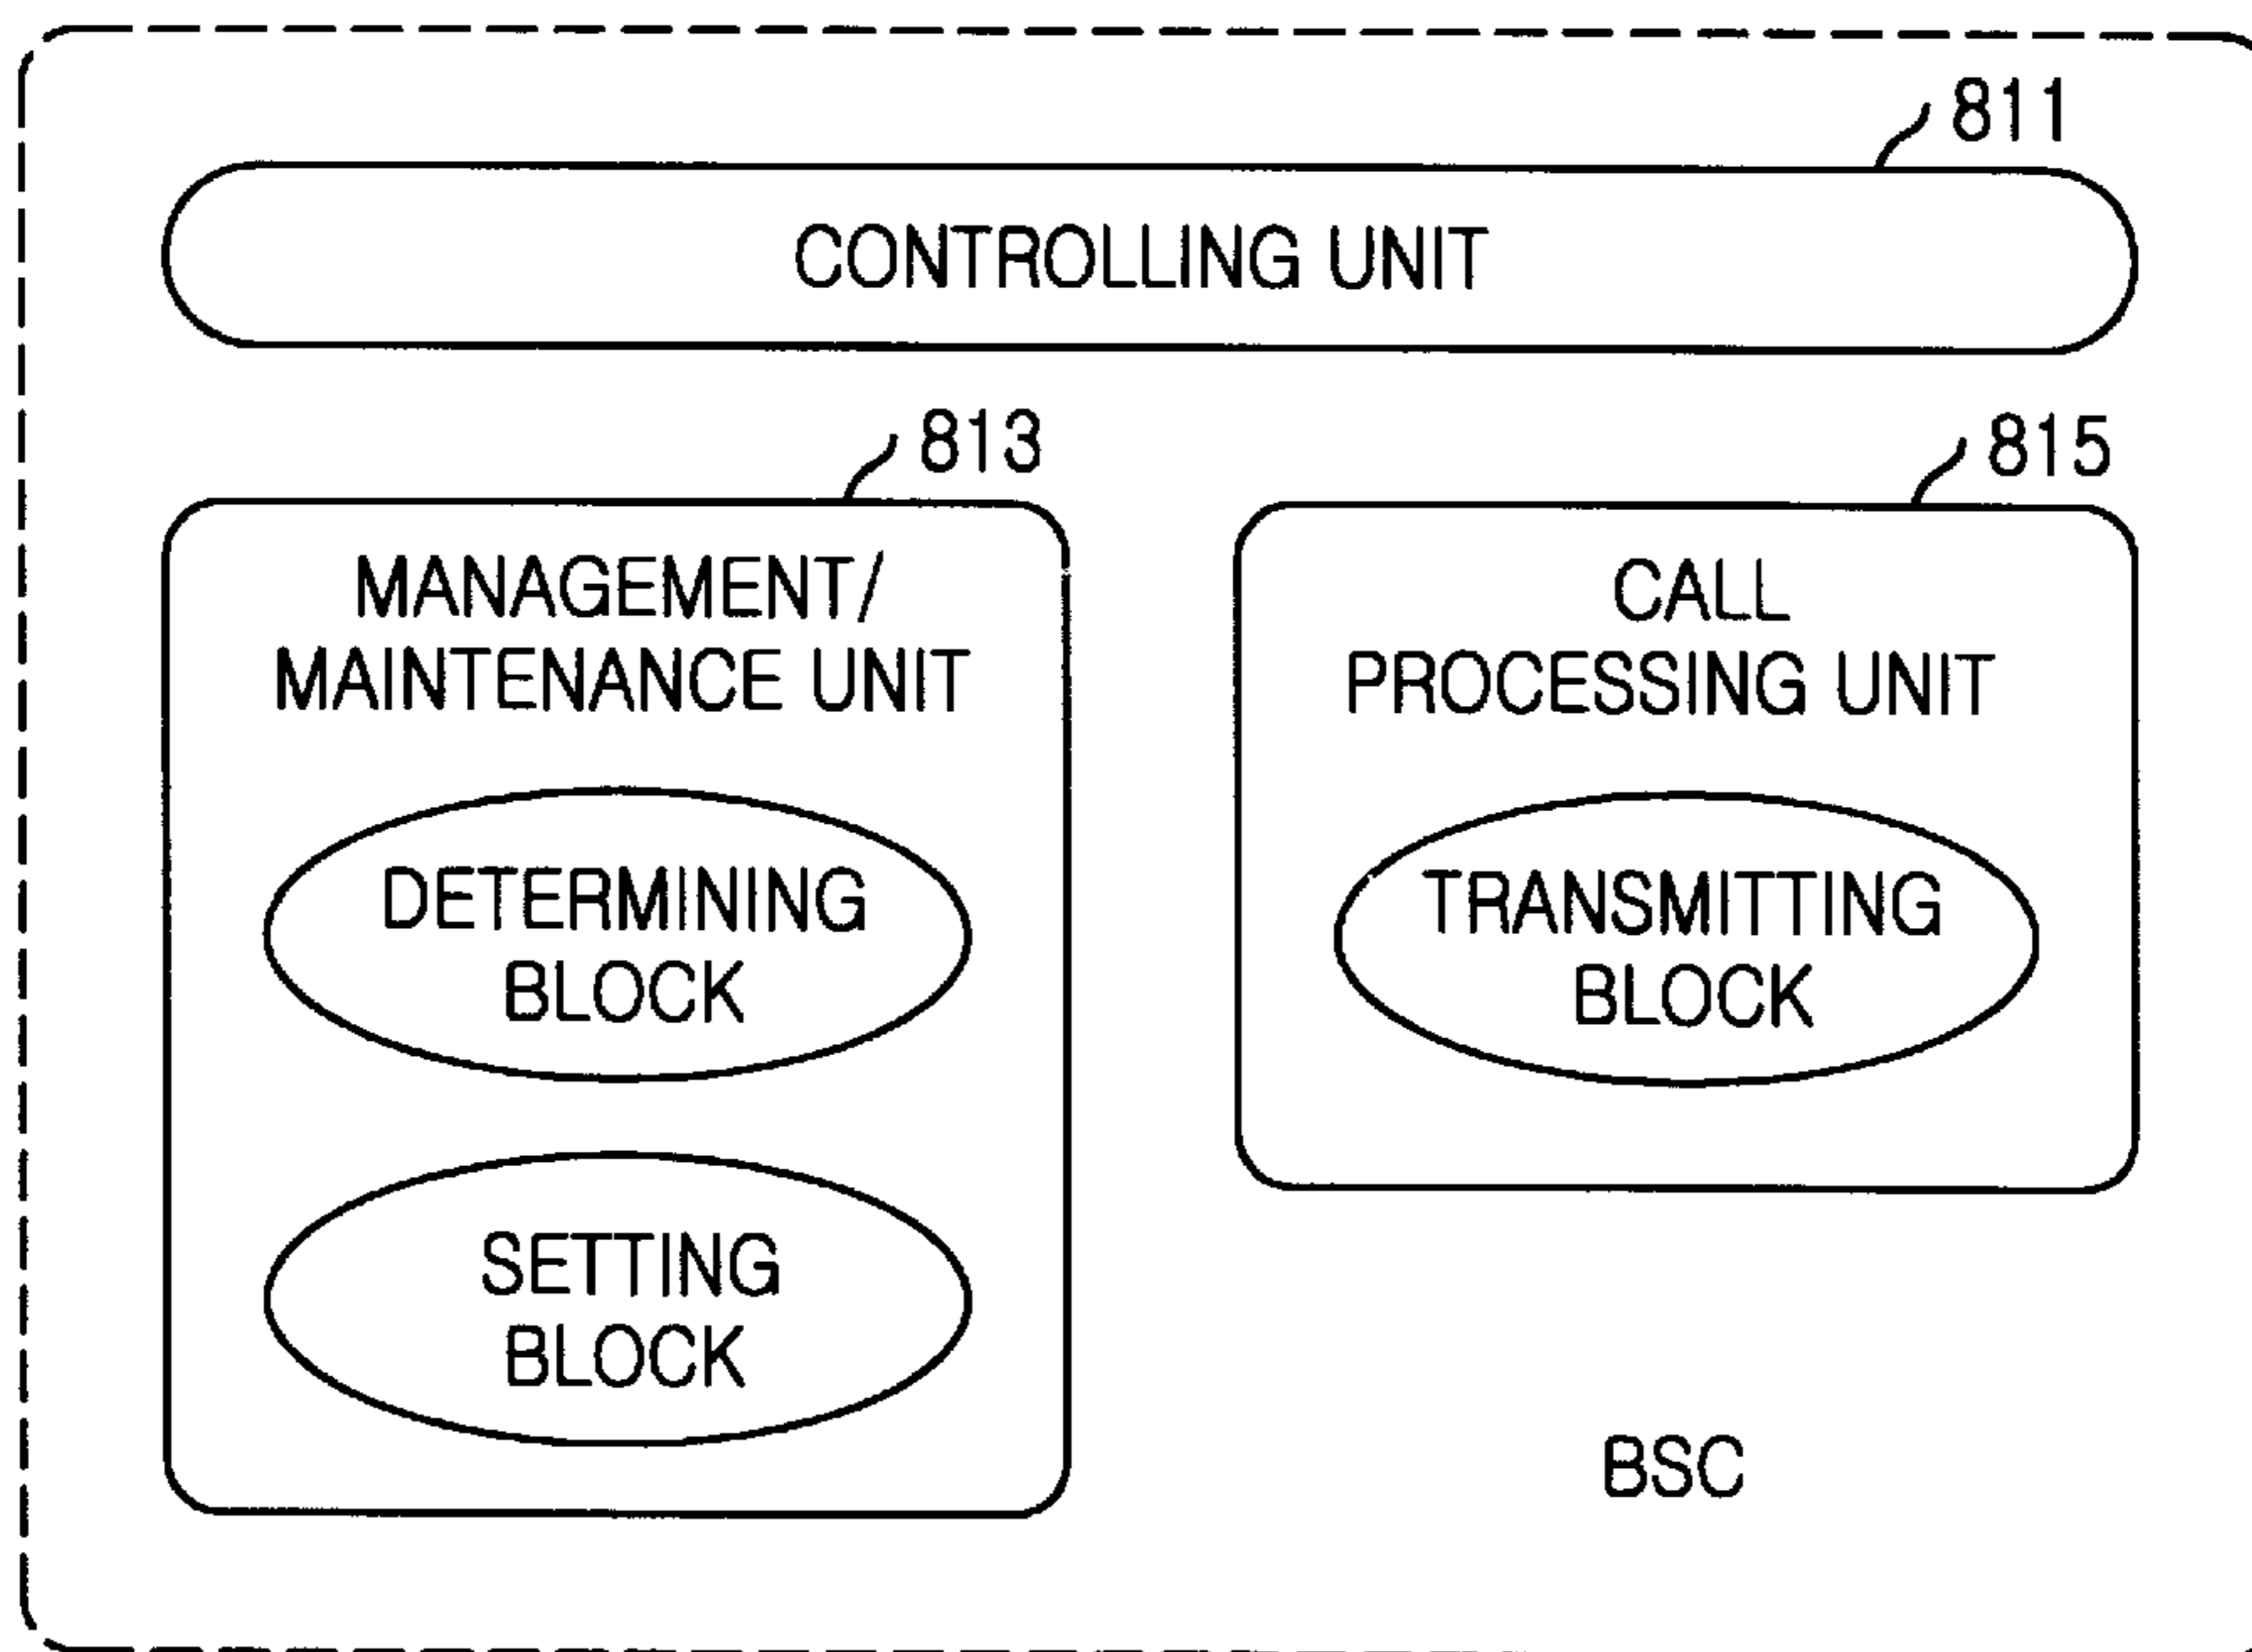 811
CONTROLLING UNIT
813
MANAGEMENT/
MAINTENANCE UNIT
DETERMINING
BLOCK
SETTING
BLOCK
815
CALL
PROCESSING UNIT
TRANSMITTING
BLOCK
BSC